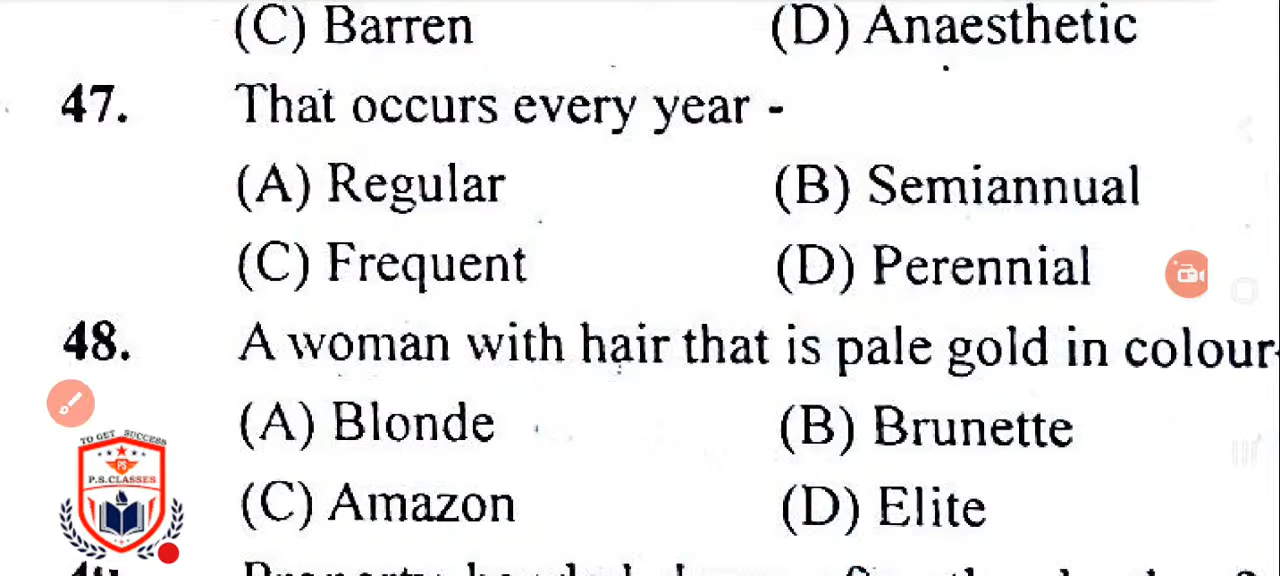 (C) Barren (D) Anaesthetic
47. That occurs every year -
(A) Regular (B) Semiannual
(C) Frequent (D) Perennial
48. A woman with hair that is pale gold in colour
(A) Blonde (B) Brunette
TO GET SUCCESS
PS
P.S.CLASSES
(C) Amazon (D) Elite